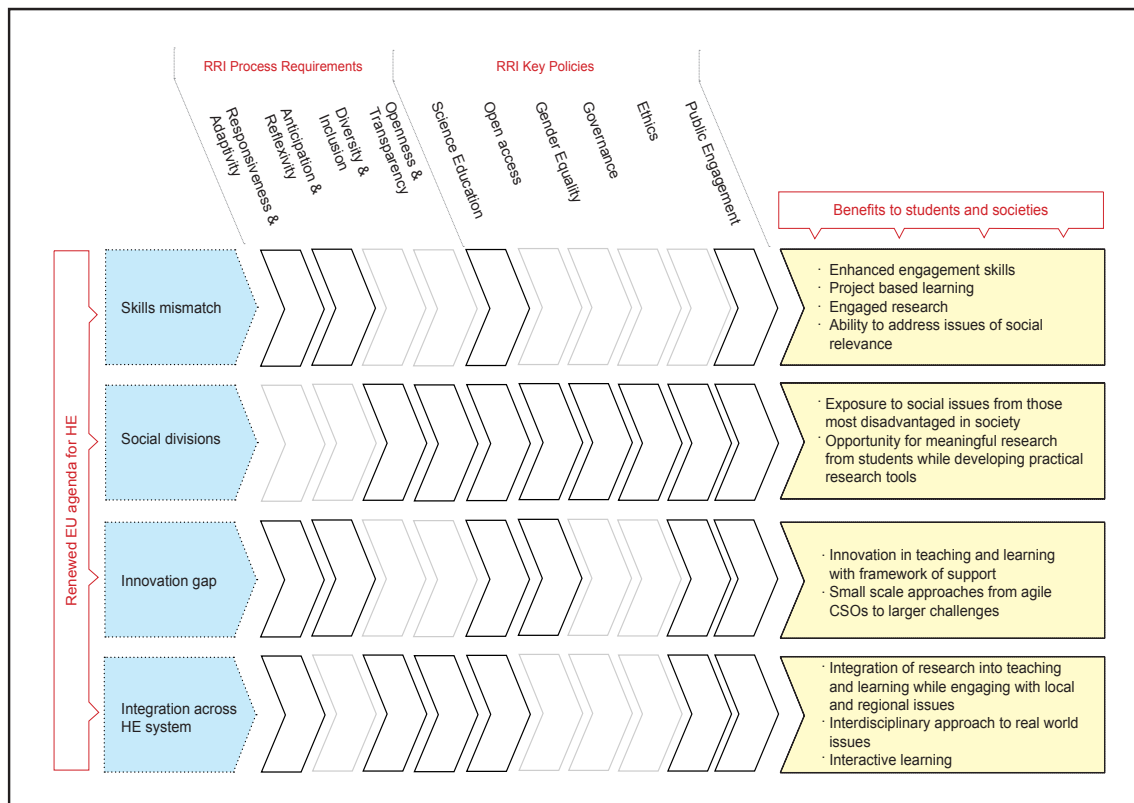 RRI Process Requirements
RRI Key Policies
Responsiveness &
Adaptivity
Anticipation &
Reflexivity
Diversity &
Inclusion
Openness &
Transparency
Science Education
Open access
Gender Equality
Governance
Ethics
Public Engagement
Benefits to students and societies
Renewed EU agenda for HE
Skills mismatch
· Enhanced engagement skills
· Project based learning
· Engaged research
· Ability to address issues of social
relevance
Social divisions
· Exposure to social issues from those
most disadvantaged in society
· Opportunity for meaningful research
from students while developing practical
research tools
Innovation gap
· Innovation in teaching and learning
with framework of support
· Small scale approaches from agile
CSOs to larger challenges
Integration across
HE system
· Integration of research into teaching
and learning while engaging with local
and regional issues
· Interdisciplinary approach to real world
issues
· Interactive learning